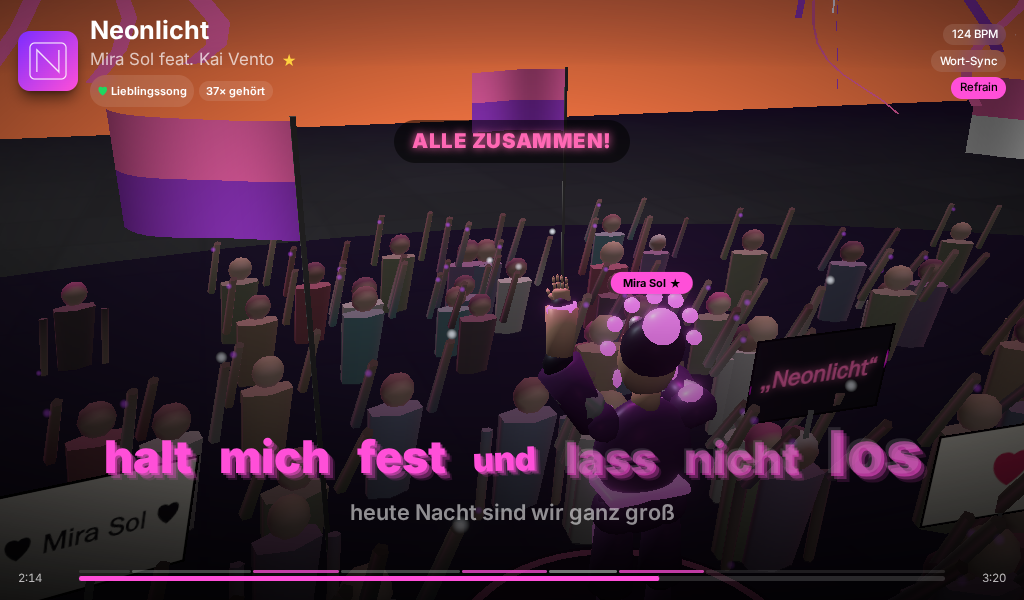 Neonlicht
Mira Sol feat. Kai Vento ★
Lieblingssong
37× gehört
124 BPM
Wort-Sync
Refrain
ALLE ZUSAMMEN!
Mira Sol ★
„Neonlicht“
halt mich fest und lass nicht los
heute Nacht sind wir ganz groß
Mira Sol
2:14
3:20